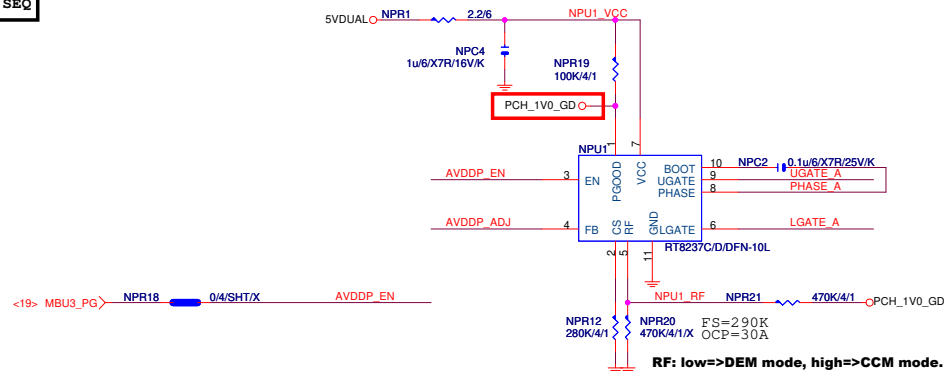 SEQ
5VDUAL NPR1 2.2/6 NPU1_VCC
NPC4
1u/6/X7R/16V/K
NPR19
100K/4/1
PCH_1V0_GD
NPU1
1 7
PGOOD VCC
AVDDP_EN 3 EN
BOOT 10 NPC2 0.1u/6/X7R/25V/K
UGATE 9 UGATE_A
PHASE 8 PHASE_A
AVDDP_ADJ 4 FB
CS RF GND
LGATE 6 LGATE_A
RT8237C/D/DFN-10L
2 5 11
<19> MBU3_PG NPR18 0/4/SHT/X AVDDP_EN
NPU1_RF NPR21 470K/4/1 PCH_1V0_GD
NPR12
280K/4/1
NPR20
470K/4/1/X
FS=290K
OCP=30A
RF: low=>DEM mode, high=>CCM mode.